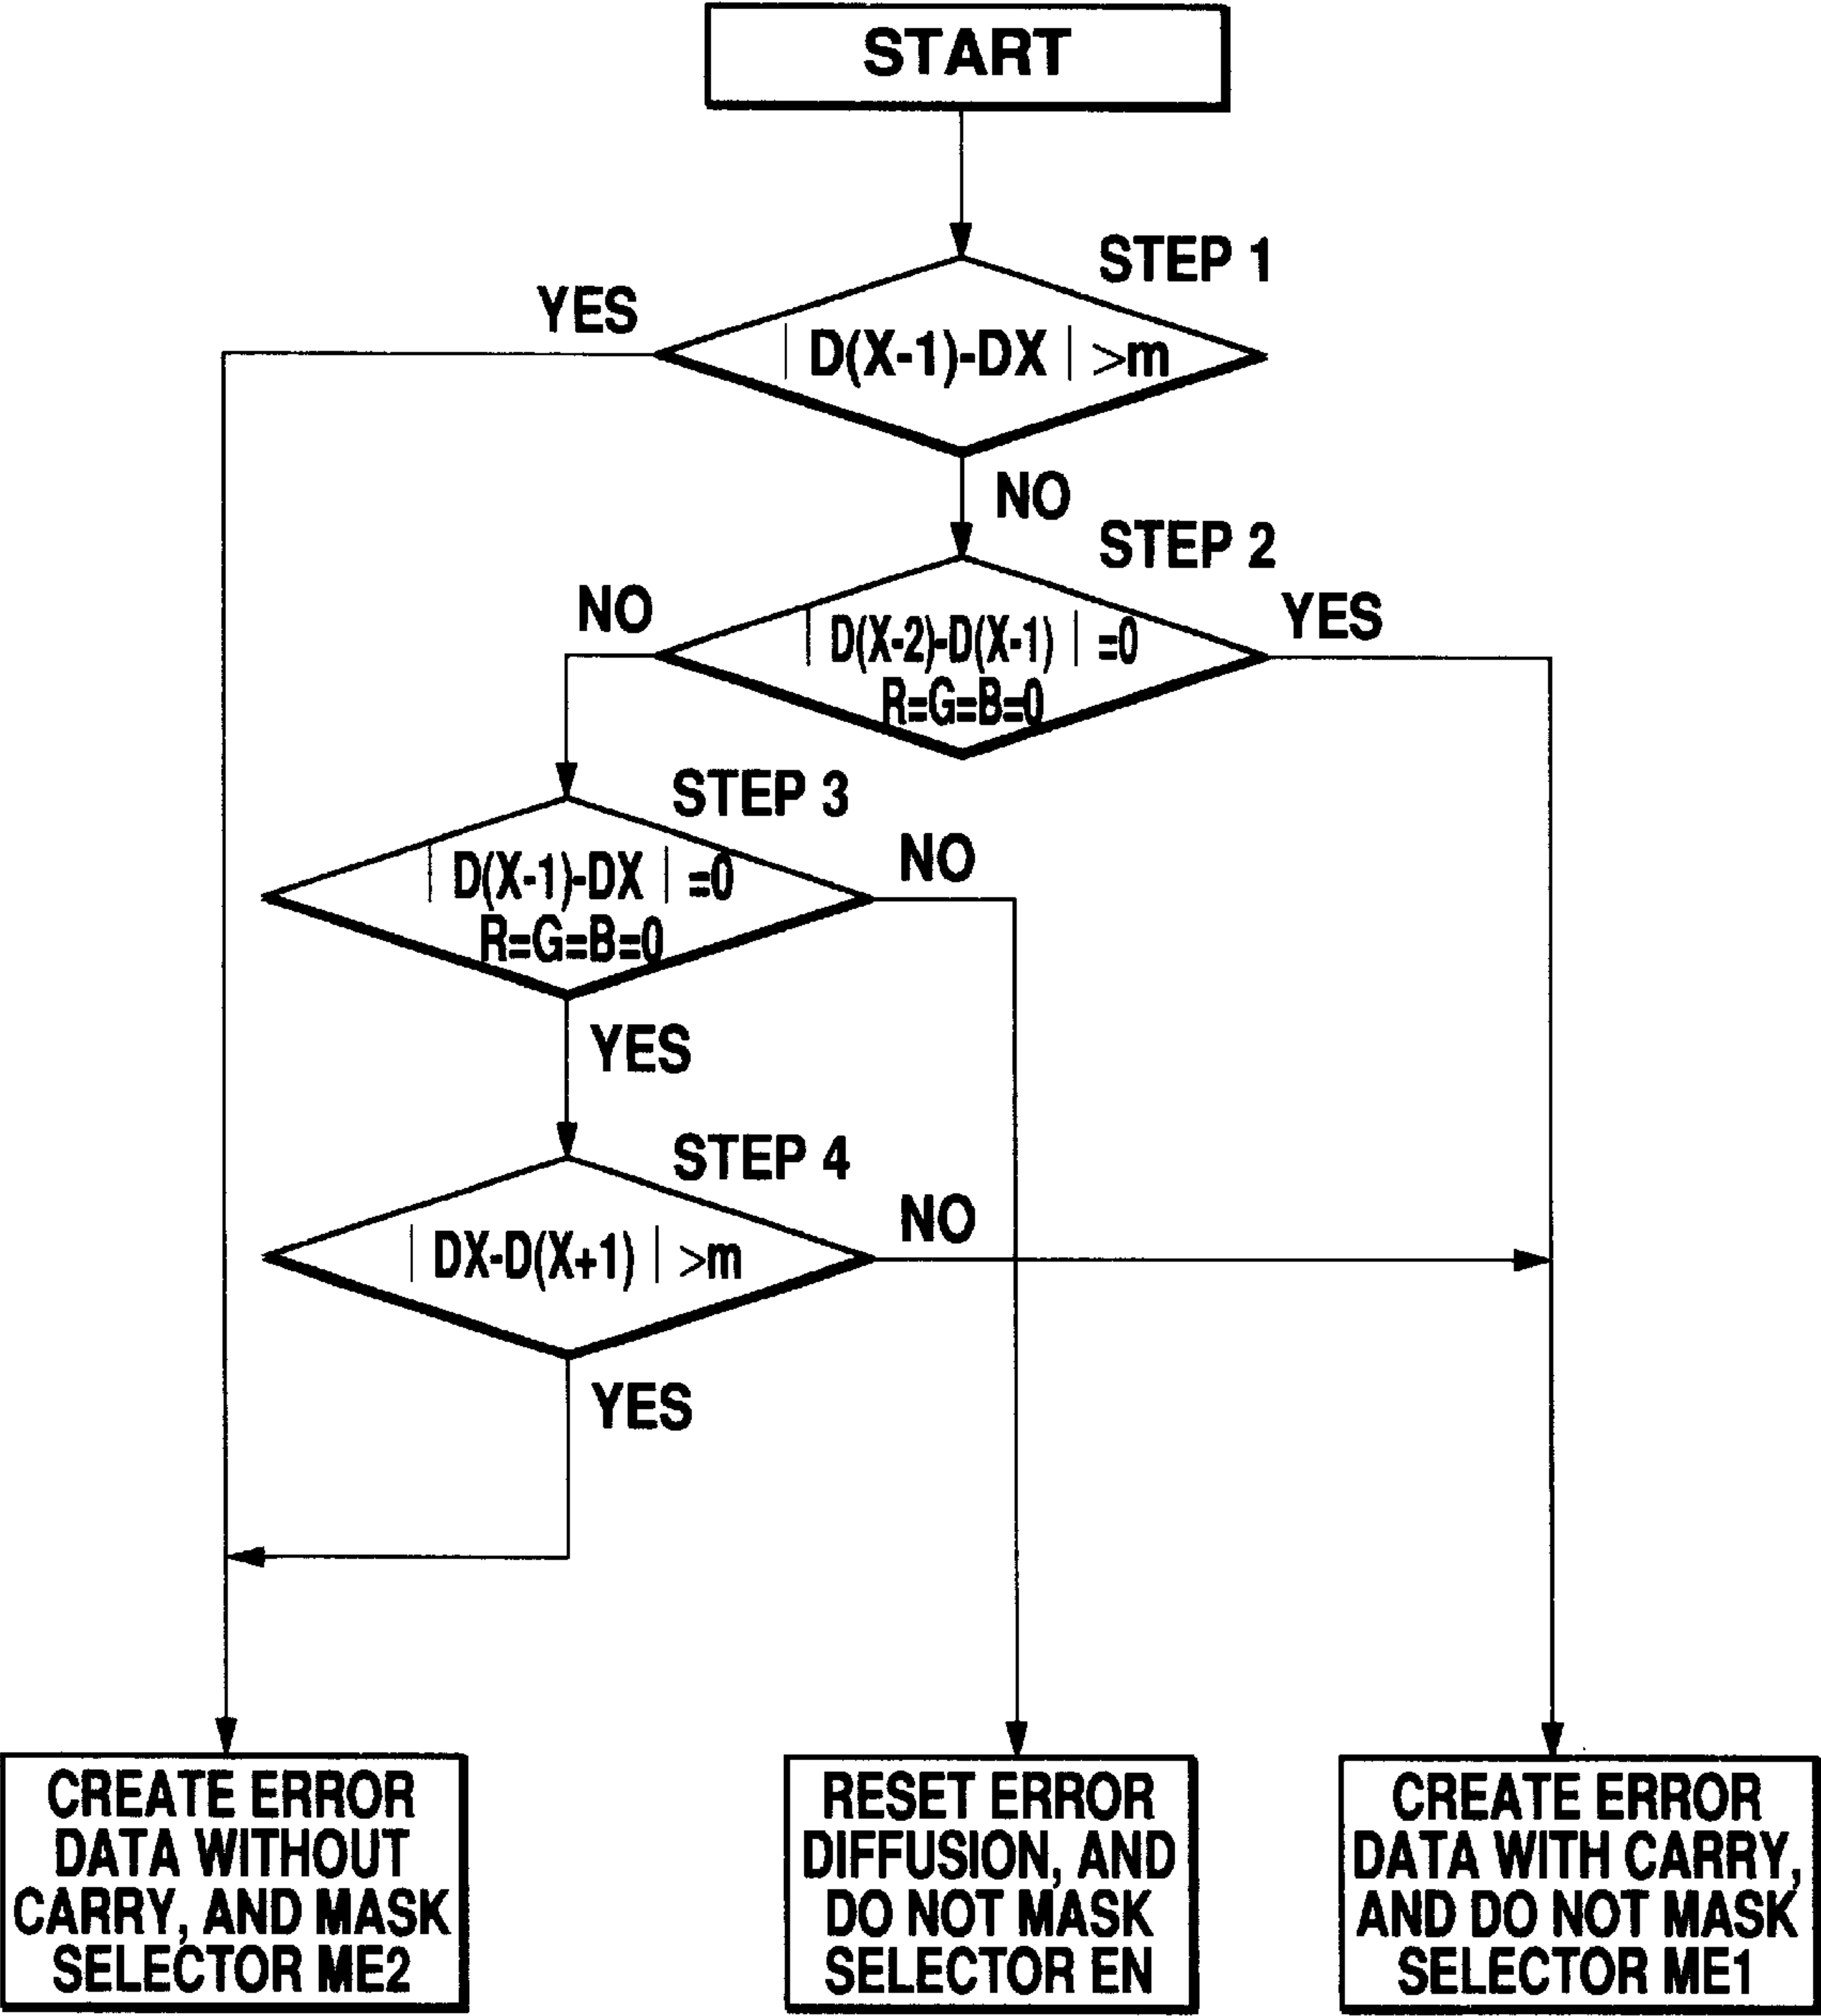 START
STEP 1
YES
| D(X-1)-DX | >m
NO
STEP 2
NO
YES
| D(X-2)-D(X-1) | =0
R=G=B=0
STEP 3
NO
| D(X-1)-DX | =0
R=G=B=0
YES
STEP 4
NO
| DX-D(X+1) | >m
YES
CREATE ERROR
DATA WITHOUT
CARRY, AND MASK
SELECTOR ME2
RESET ERROR
DIFFUSION, AND
DO NOT MASK
SELECTOR EN
CREATE ERROR
DATA WITH CARRY,
AND DO NOT MASK
SELECTOR ME1